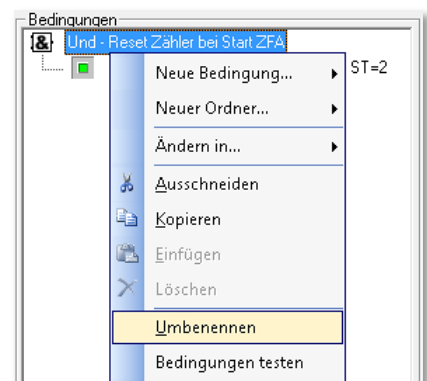 Bedingungen
& Und - Reset Zähler bei Start ZFA
ST=2
Neue Bedingung...
Neuer Ordner...
Ändern in...
Ausschneiden
Kopieren
Einfügen
Löschen
Umbenennen
Bedingungen testen